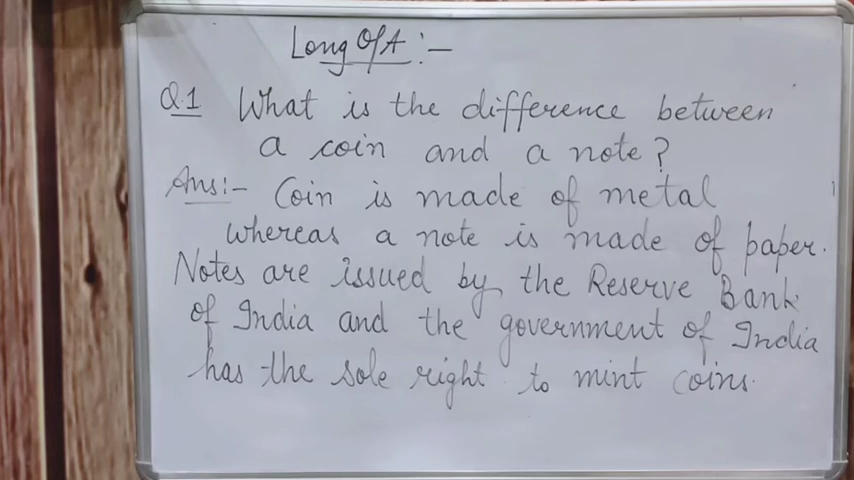 Long Q/A :-
Q.1 What is the difference between
a coin and a note?
Ans:- Coin is made of metal
whereas a note is made of paper.
Notes are issued by the Reserve Bank
of India and the government of India
has the sole right to mint coins.